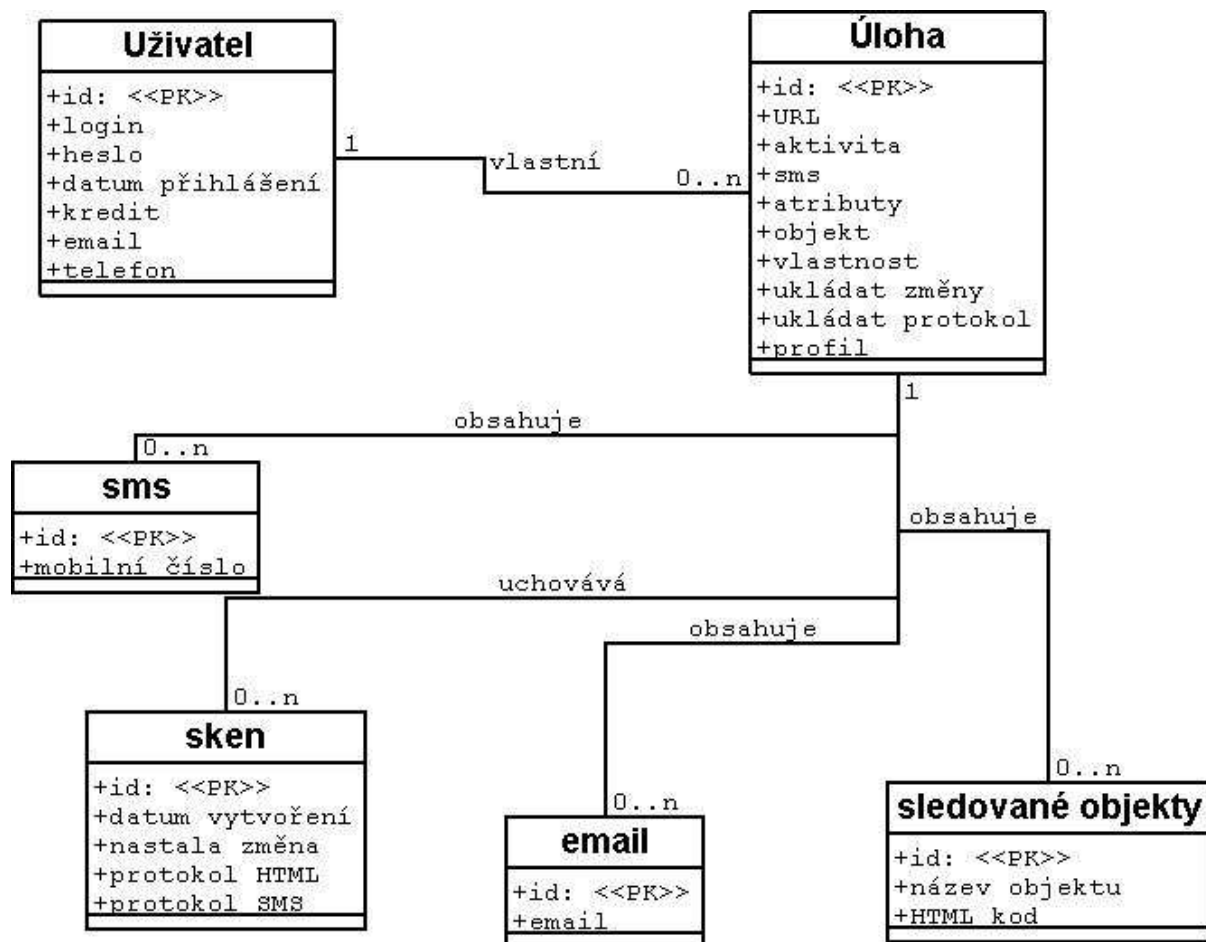 Uživatel
+id: <<PK>>
+login
+heslo
+datum přihlášení
+kredit
+email
+telefon
1
vlastní
0..n
Úloha
+id: <<PK>>
+URL
+aktivita
+sms
+atributy
+objekt
+vlastnost
+ukládat změny
+ukládat protokol
+profil
1
obsahuje
0..n
sms
+id: <<PK>>
+mobilní číslo
obsahuje
uchovává
obsahuje
0..n
sken
+id: <<PK>>
+datum vytvoření
+nastala změna
+protokol HTML
+protokol SMS
0..n
email
+id: <<PK>>
+email
0..n
sledované objekty
+id: <<PK>>
+název objektu
+HTML kod